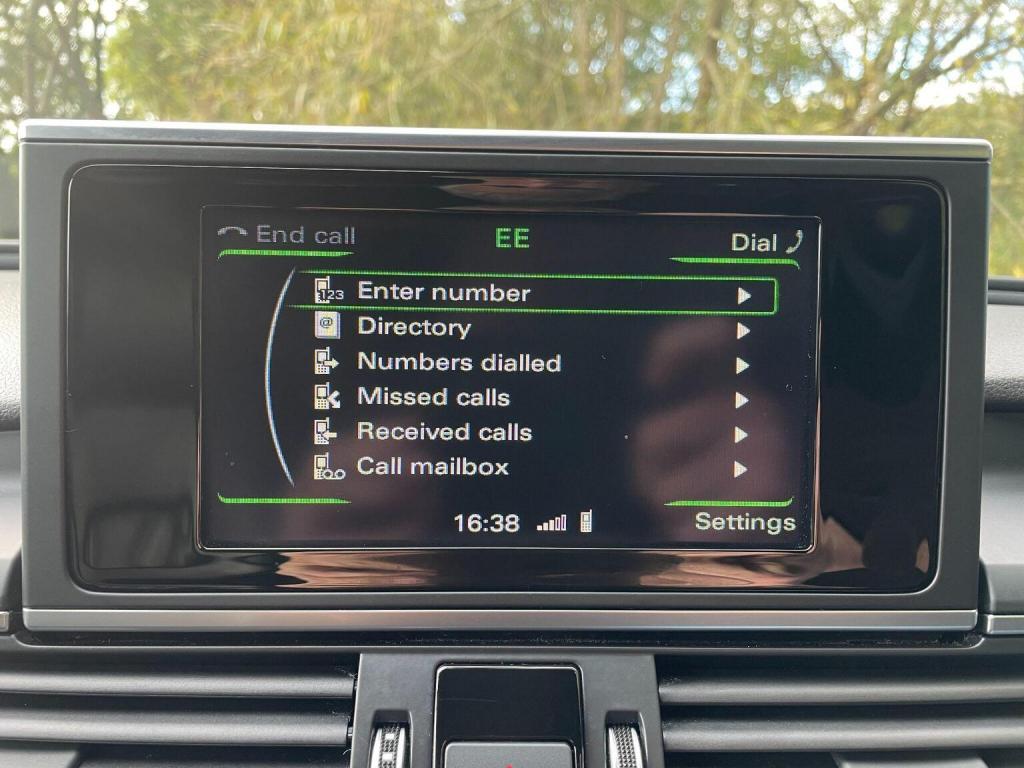 End call
EE
Dial
123 Enter number
@ Directory
Numbers dialled
Missed calls
Received calls
Call mailbox
16:38
Settings